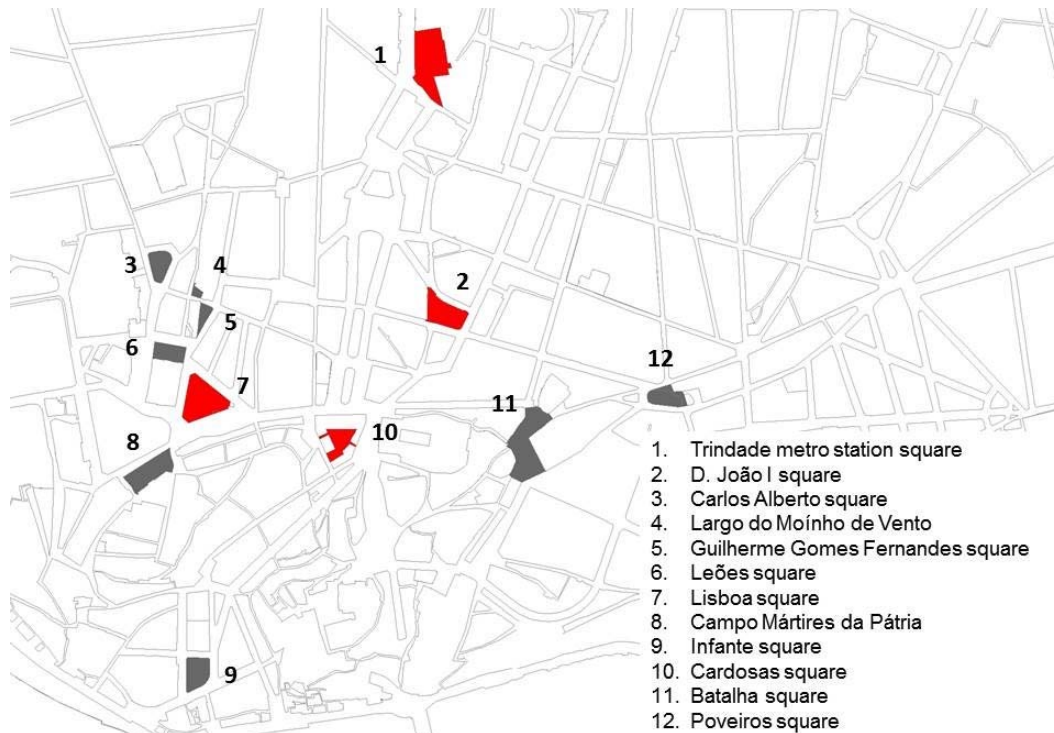 1
2
3
4
5
6
7
8
9
10
11
12
1. Trindade metro station square
2. D. João I square
3. Carlos Alberto square
4. Largo do Moínho de Vento
5. Guilherme Gomes Fernandes square
6. Leões square
7. Lisboa square
8. Campo Mártires da Pátria
9. Infante square
10. Cardosas square
11. Batalha square
12. Poveiros square